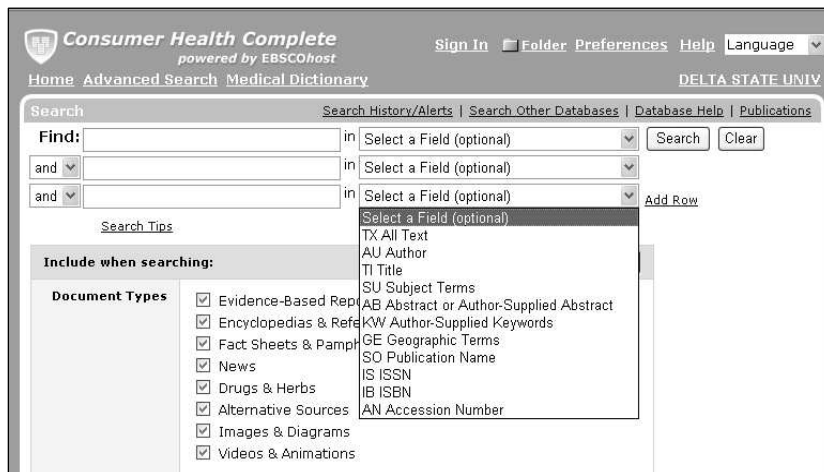 Consumer Health Complete
powered by EBSCOhost
Sign In Folder Preferences Help Language
Home Advanced Search Medical Dictionary DELTA STATE UNIV
Search Search History/Alerts | Search Other Databases | Database Help | Publications
Find: in Select a Field (optional) Search Clear
and in Select a Field (optional)
and in Select a Field (optional) Add Row
Search Tips
Select a Field (optional)
TX All Text
AU Author
TI Title
SU Subject Terms
AB Abstract or Author-Supplied Abstract
KW Author-Supplied Keywords
GE Geographic Terms
SO Publication Name
IS ISSN
IB ISBN
AN Accession Number
Include when searching:
Document Types
Evidence-Based Repo
Encyclopedias & Refe
Fact Sheets & Pamph
News
Drugs & Herbs
Alternative Sources
Images & Diagrams
Videos & Animations